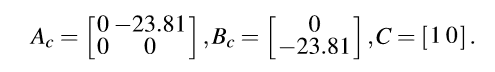 A_c = [0 -23.81; 0 0], B_c = [0; -23.81], C = [1 0].